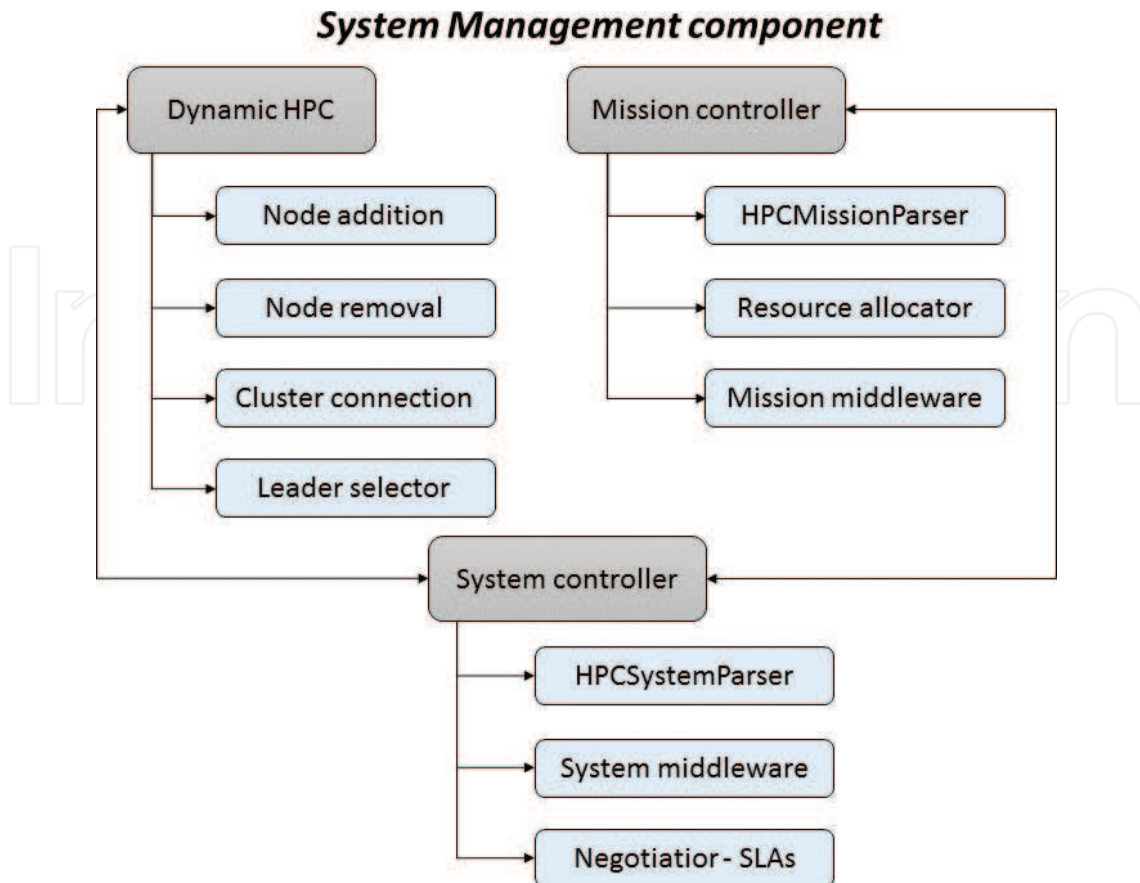 System Management component
Dynamic HPC
Node addition
Node removal
Cluster connection
Leader selector
Mission controller
HPCMissionParser
Resource allocator
Mission middleware
System controller
HPCSystemParser
System middleware
Negotiatior - SLAs